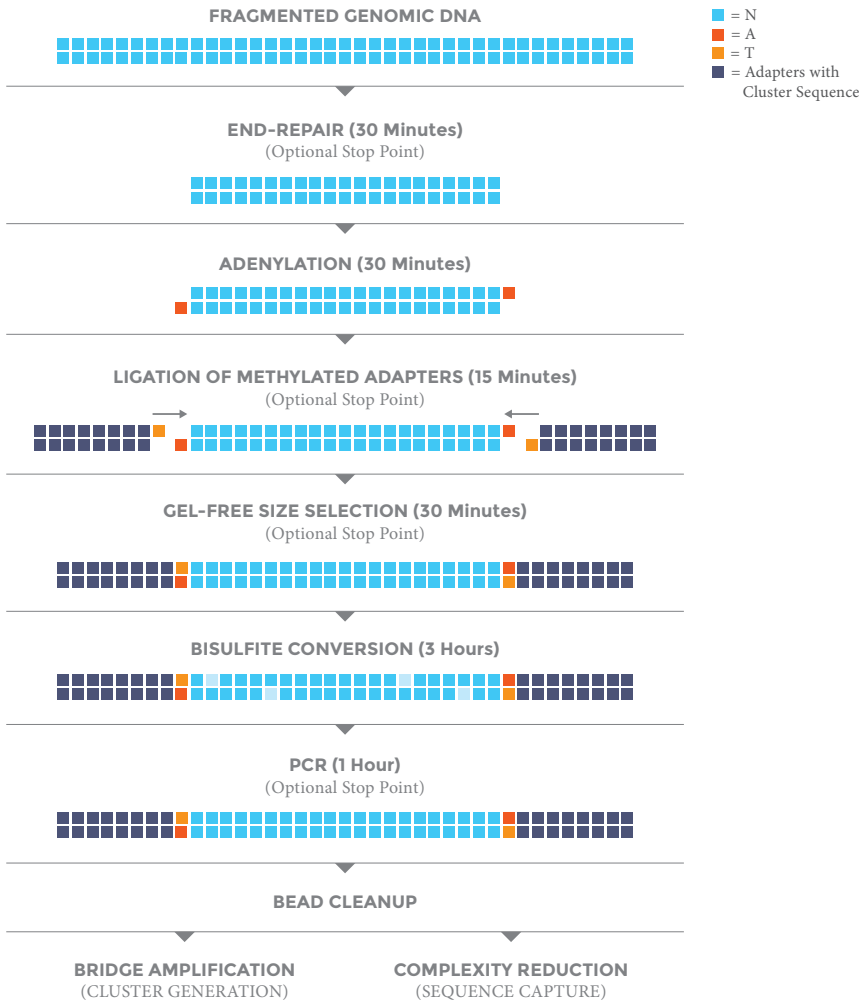 FRAGMENTED GENOMIC DNA
= N
= A
= T
= Adapters with
Cluster Sequence
END-REPAIR (30 Minutes)
(Optional Stop Point)
ADENYLATION (30 Minutes)
LIGATION OF METHYLATED ADAPTERS (15 Minutes)
(Optional Stop Point)
GEL-FREE SIZE SELECTION (30 Minutes)
(Optional Stop Point)
BISULFITE CONVERSION (3 Hours)
PCR (1 Hour)
(Optional Stop Point)
BEAD CLEANUP
BRIDGE AMPLIFICATION
(CLUSTER GENERATION)
COMPLEXITY REDUCTION
(SEQUENCE CAPTURE)